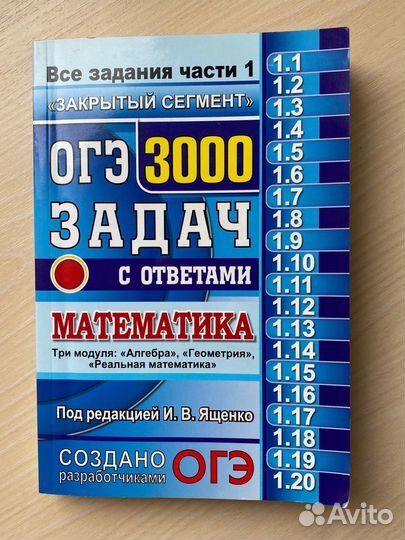 Все задания части 1
«ЗАКРЫТЫЙ СЕГМЕНТ»
ОГЭ 3000
ЗАДАЧ
С ОТВЕТАМИ
МАТЕМАТИКА
Три модуля: «Алгебра», «Геометрия»,
«Реальная математика»
Под редакцией И. В. Ященко
СОЗДАНО
разработчиками ОГЭ
1.1
1.2
1.3
1.4
1.5
1.6
1.7
1.8
1.9
1.10
1.11
1.12
1.13
1.14
1.15
1.16
1.17
1.18
1.19
1.20
Avito